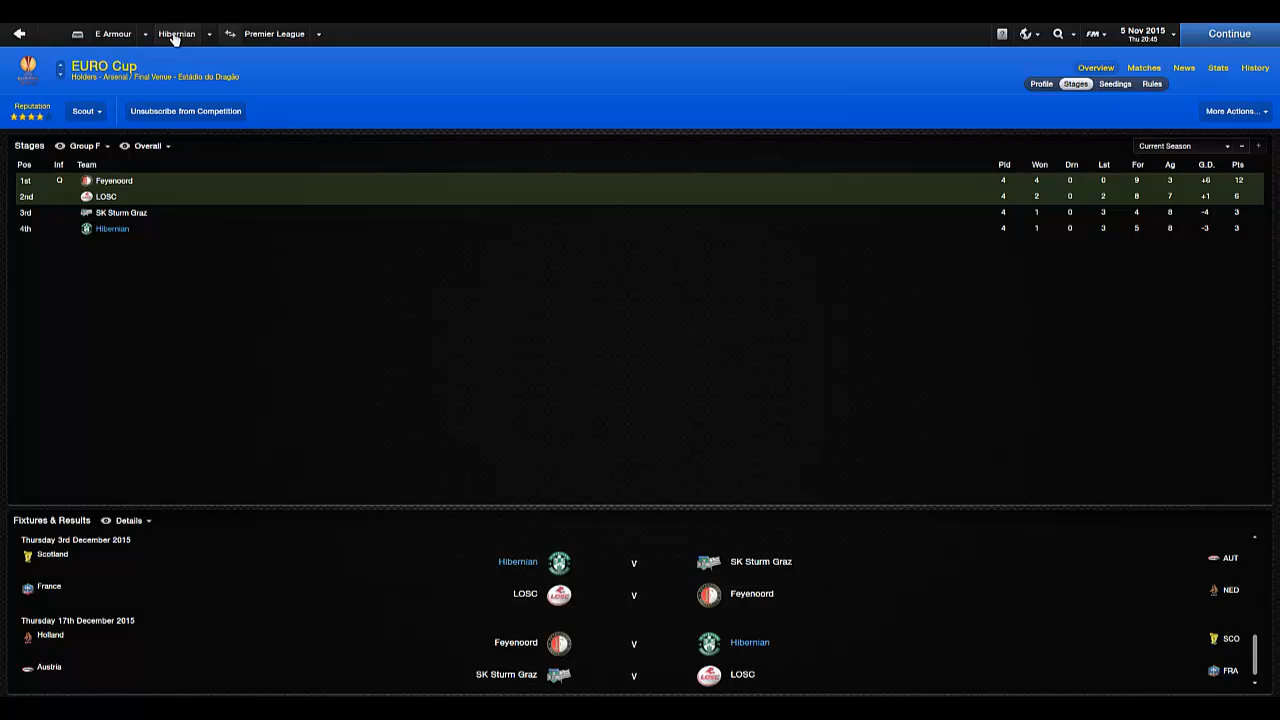 E Armour Hibernian Premier League FM 5 Nov 2015 Continue
Thu 20:45
EURO Cup
Holders - Arsenal / Final Venue - Estádio do Dragão
Overview Matches News Stats History
Profile Stages Seedings Rules
Reputation
Scout Unsubscribe from Competition More Actions...
Stages Group F Overall Current Season
Pos Inf Team Pld Won Drn Lst For Ag G.D. Pts
1st Q Feyenoord 4 4 0 0 9 3 +6 12
2nd LOSC 4 2 0 2 8 7 +1 6
3rd SK Sturm Graz 4 1 0 3 4 8 -4 3
4th Hibernian 4 1 0 3 5 8 -3 3
Fixtures & Results Details
Thursday 3rd December 2015
Scotland Hibernian v SK Sturm Graz AUT
France LOSC v Feyenoord NED
Thursday 17th December 2015
Holland Feyenoord v Hibernian SCO
Austria SK Sturm Graz v LOSC FRA